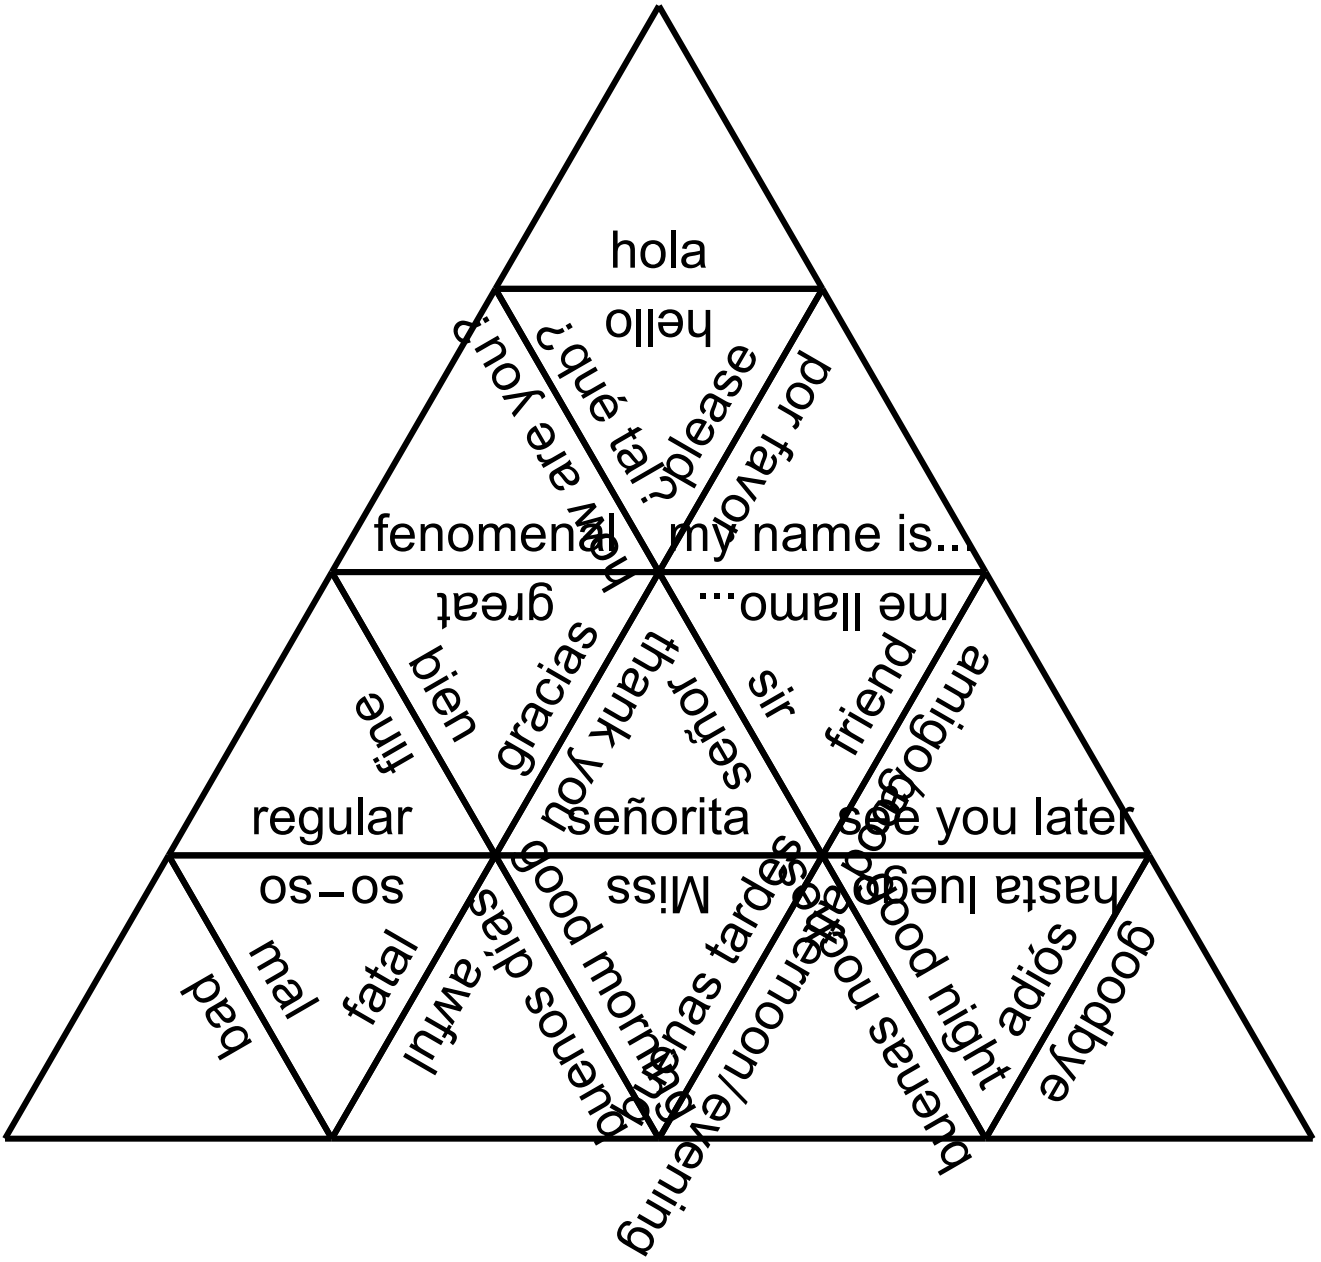 hola
hello
¿qué tal?
how are you?
please
por favor
fenomenal
my name is...
great
me llamo...
bien
fine
gracias
thank you
señor
sir
friend
amigo
regular
señorita
see you later
so-so
Miss
hasta luego
mal
bad
fatal
awful
buenos días
good morning
buenas tardes
good afternoon/evening
buenas noches
good night
adiós
goodbye